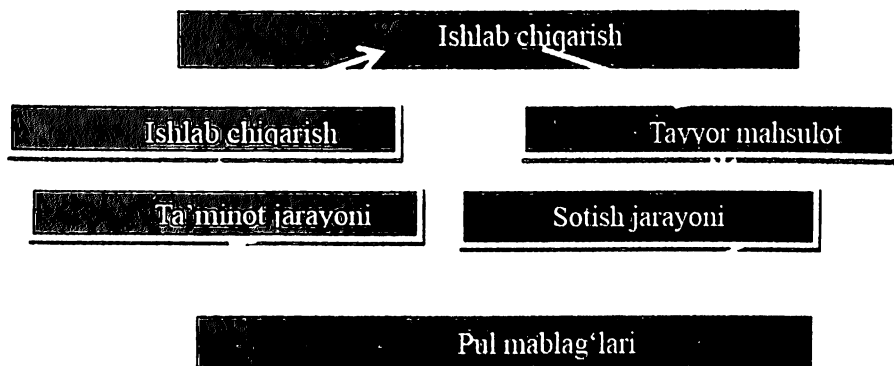 Ishlab chiqarish
Ishlab chiqarish
Tayyor mahsulot
Ta'minot jarayoni
Sotish jarayoni
Pul mablag‘lari